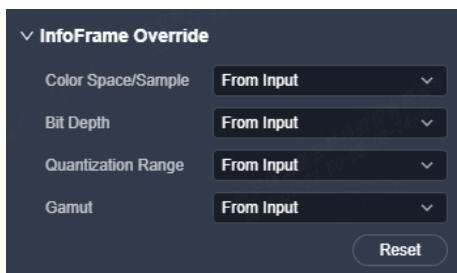 InfoFrame Override
Color Space/Sample From Input
Bit Depth From Input
Quantization Range From Input
Gamut From Input
Reset